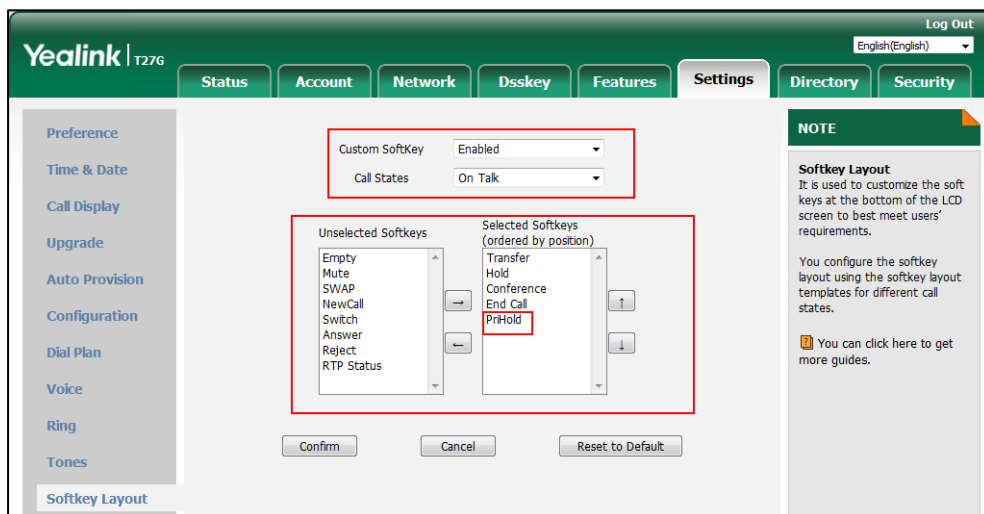 Log Out
Yealink T27G
English(English)
Status Account Network Dsskey Features Settings Directory Security
Preference
Time & Date
Call Display
Upgrade
Auto Provision
Configuration
Dial Plan
Voice
Ring
Tones
Softkey Layout
Custom SoftKey Enabled
Call States On Talk
Unselected Softkeys
Empty
Mute
SWAP
NewCall
Switch
Answer
Reject
RTP Status
→
←
Selected Softkeys
(ordered by position)
Transfer
Hold
Conference
End Call
PriHold
↑
↓
Confirm Cancel Reset to Default
NOTE
Softkey Layout
It is used to customize the soft
keys at the bottom of the LCD
screen to best meet users'
requirements.
You configure the softkey
layout using the softkey layout
templates for different call
states.
You can click here to get
more guides.